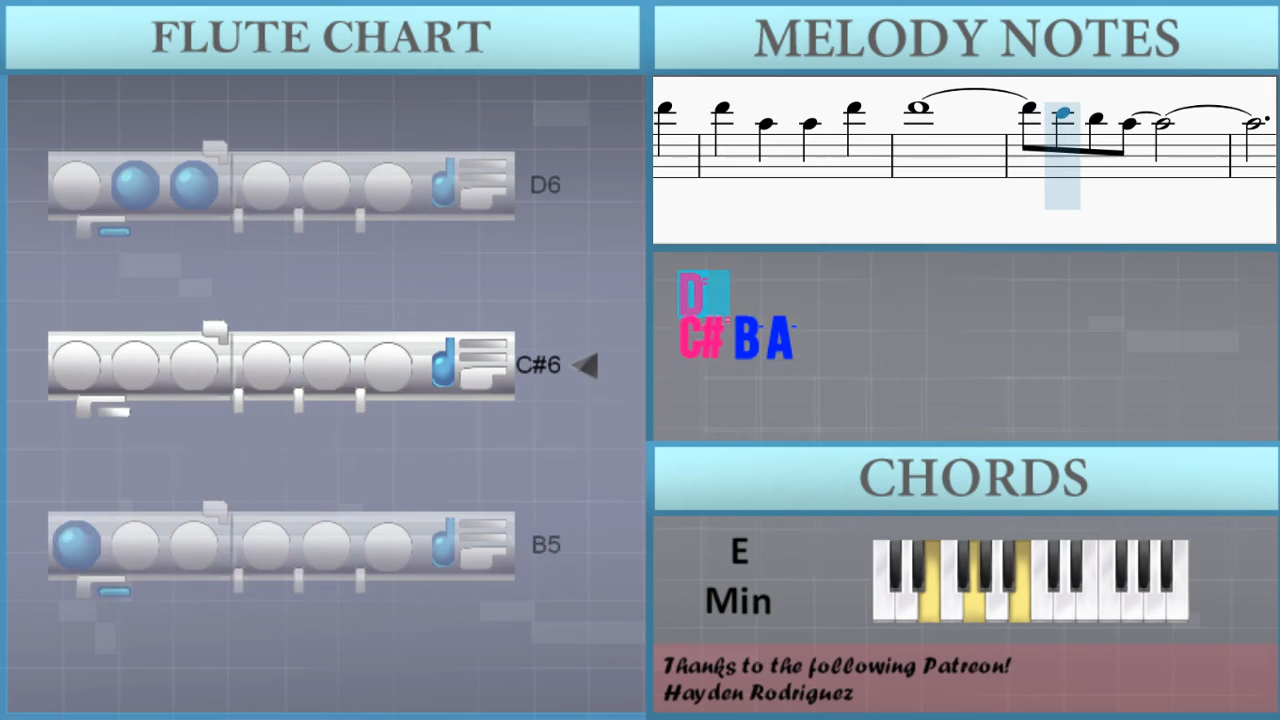 FLUTE CHART
D6
C#6
B5
MELODY NOTES
D
C# B A
CHORDS
E
Min
Thanks to the following Patreon!
Hayden Rodriguez